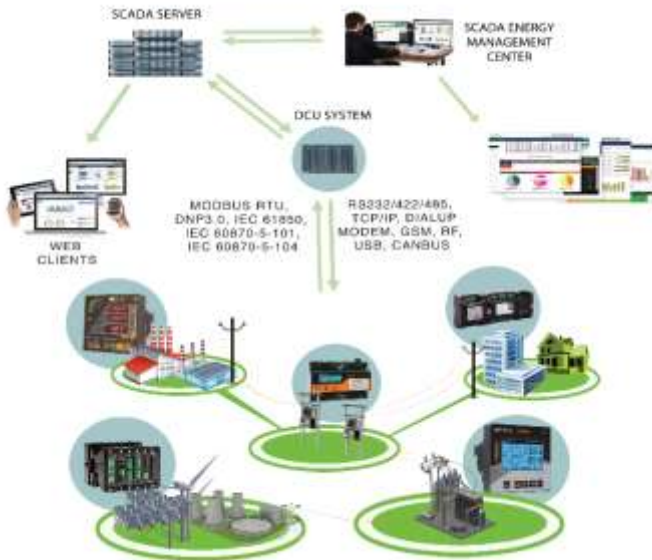 SCADA SERVER
SCADA ENERGY
MANAGEMENT
CENTER
DCU SYSTEM
MODBUS RTU,
DNP3.0, IEC 61850,
IEC 60870-5-101,
IEC 60870-5-104
RS232/422/485,
TCP/IP, DIALUP
MODEM, GSM, RF,
USB, CANBUS
WEB
CLIENTS